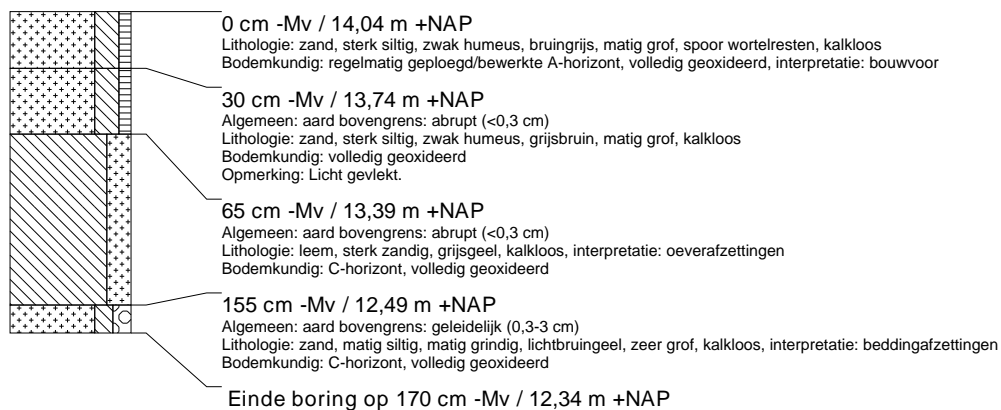 0 cm -Mv / 14,04 m +NAP
Lithologie: zand, sterk siltig, zwak humeus, bruingrijs, matig grof, spoor wortelresten, kalkloos
Bodemkundig: regelmatig geploegd/bewerkte A-horizont, volledig geoxideerd, interpretatie: bouwvoor
30 cm -Mv / 13,74 m +NAP
Algemeen: aard bovengrens: abrupt (<0,3 cm)
Lithologie: zand, sterk siltig, zwak humeus, grijsbruin, matig grof, kalkloos
Bodemkundig: volledig geoxideerd
Opmerking: Licht gevlekt.
65 cm -Mv / 13,39 m +NAP
Algemeen: aard bovengrens: abrupt (<0,3 cm)
Lithologie: leem, sterk zandig, grijsgeel, kalkloos, interpretatie: oeverafzettingen
Bodemkundig: C-horizont, volledig geoxideerd
155 cm -Mv / 12,49 m +NAP
Algemeen: aard bovengrens: geleidelijk (0,3-3 cm)
Lithologie: zand, matig siltig, matig grindig, lichtbruingeel, zeer grof, kalkloos, interpretatie: beddingafzettingen
Bodemkundig: C-horizont, volledig geoxideerd
Einde boring op 170 cm -Mv / 12,34 m +NAP